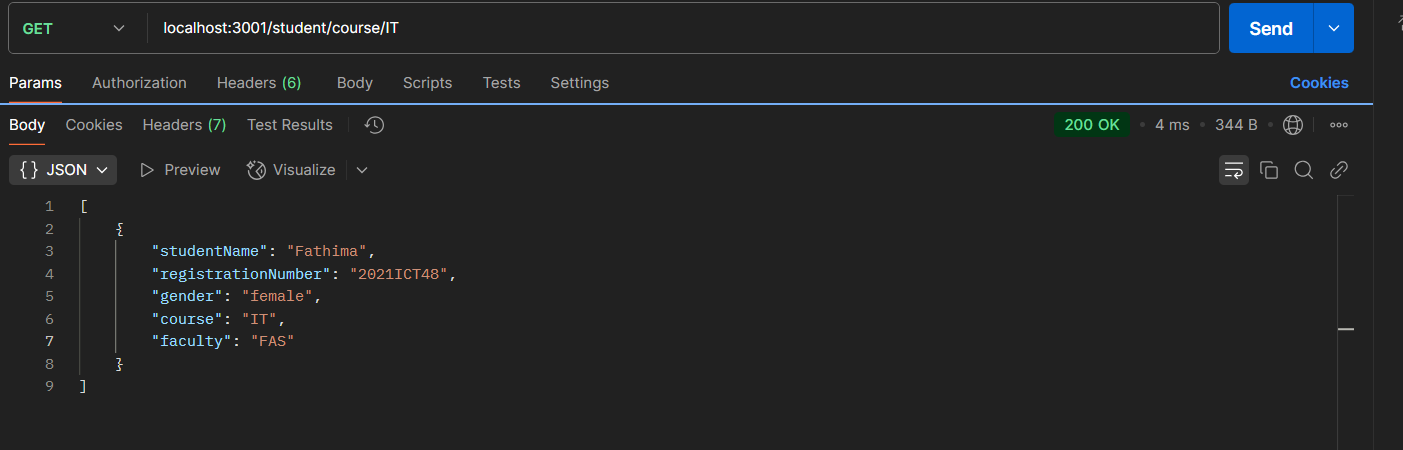 GET localhost:3001/student/course/IT Send
Params Authorization Headers (6) Body Scripts Tests Settings Cookies
Body Cookies Headers (7) Test Results 200 OK • 4 ms • 344 B •
{} JSON Preview Visualize
1 [
2 {
3 "studentName": "Fathima",
4 "registrationNumber": "2021ICT48",
5 "gender": "female",
6 "course": "IT",
7 "faculty": "FAS"
8 }
9 ]